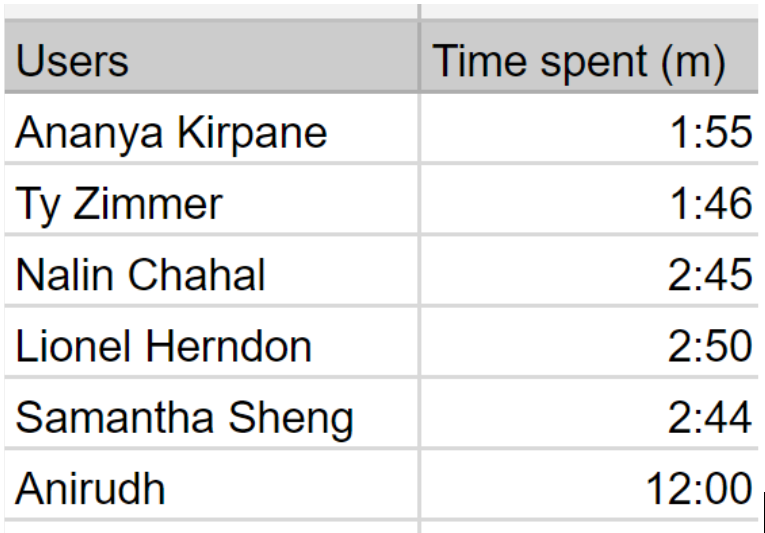 Users Time spent (m)
Ananya Kirpane 1:55
Ty Zimmer 1:46
Nalin Chahal 2:45
Lionel Herndon 2:50
Samantha Sheng 2:44
Anirudh 12:00